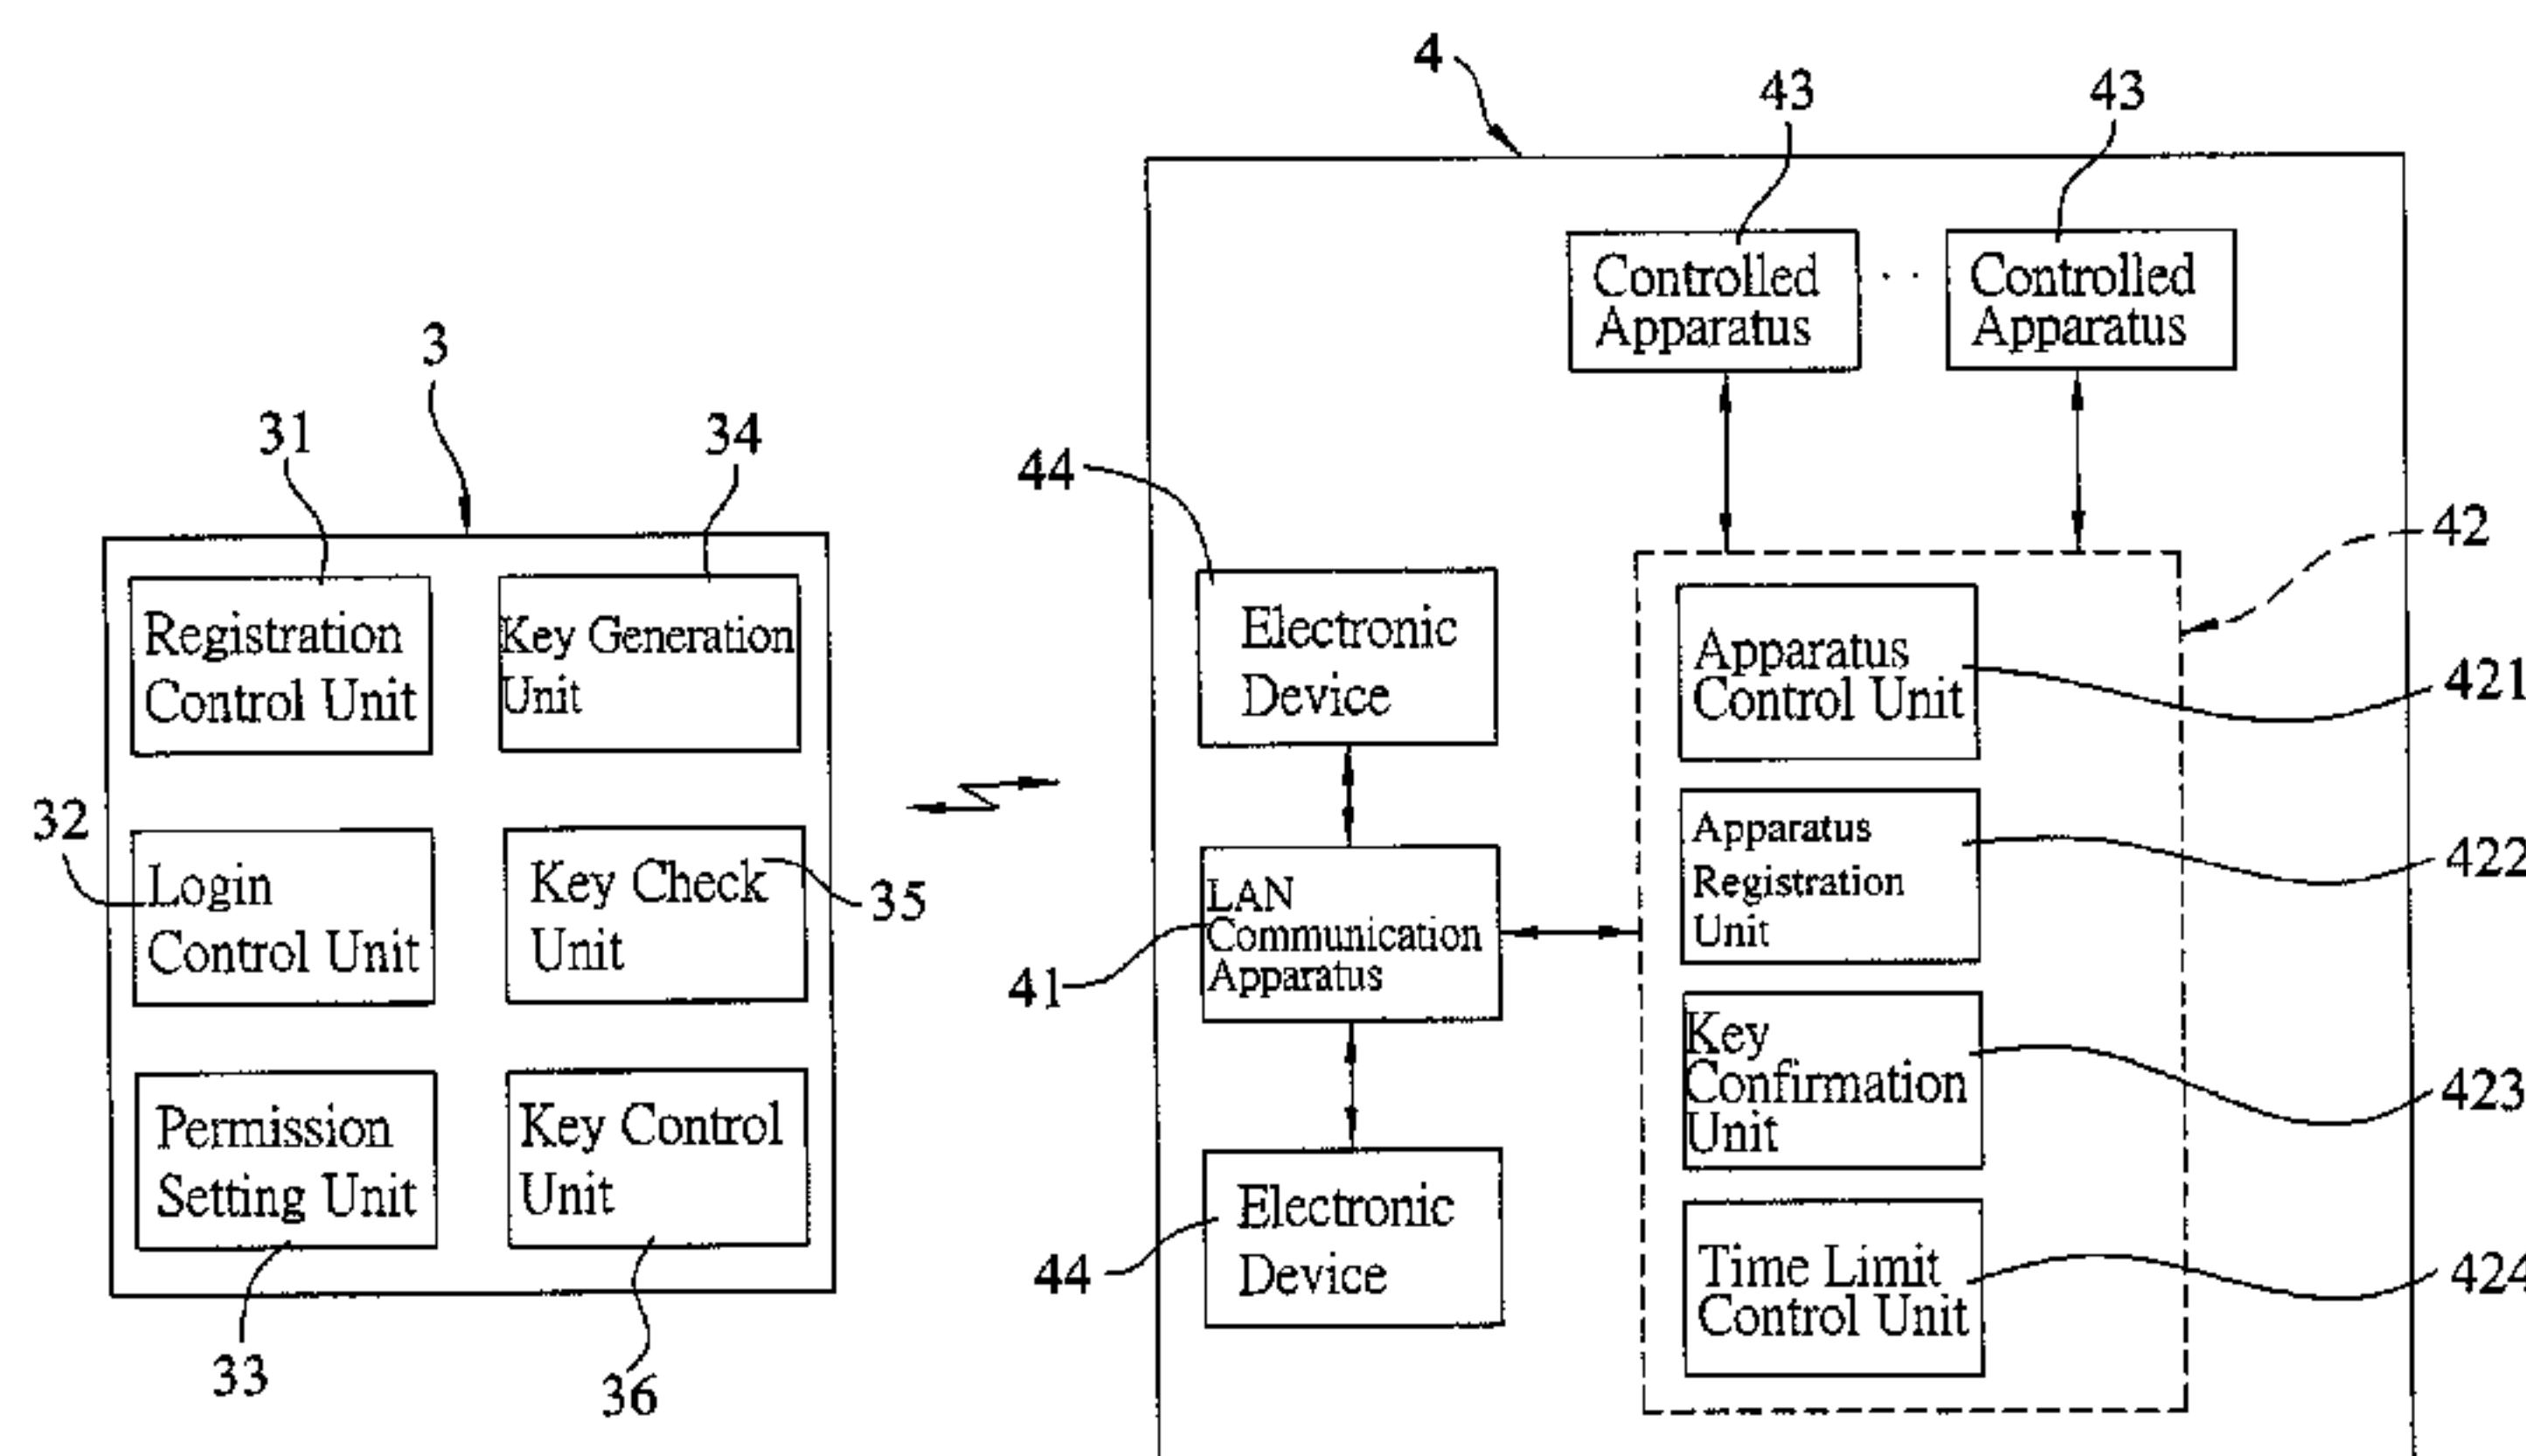 4
43
43
Controlled
Apparatus
Controlled
Apparatus
3
31
34
44
42
Registration
Control Unit
Key Generation
Unit
Electronic
Device
Apparatus
Control Unit
421
32
Login
Control Unit
Key Check
Unit
35
LAN
Communication
Apparatus
41
Apparatus
Registration
Unit
422
Permission
Setting Unit
33
Key Control
Unit
36
Electronic
Device
44
Key
Confirmation
Unit
423
Time Limit
Control Unit
424